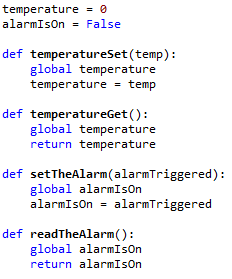 temperature = 0
alarmIsOn = False
def temperatureSet(temp):
    global temperature
    temperature = temp
def temperatureGet():
    global temperature
    return temperature
def setTheAlarm(alarmTriggered):
    global alarmIsOn
    alarmIsOn = alarmTriggered
def readTheAlarm():
    global alarmIsOn
    return alarmIsOn